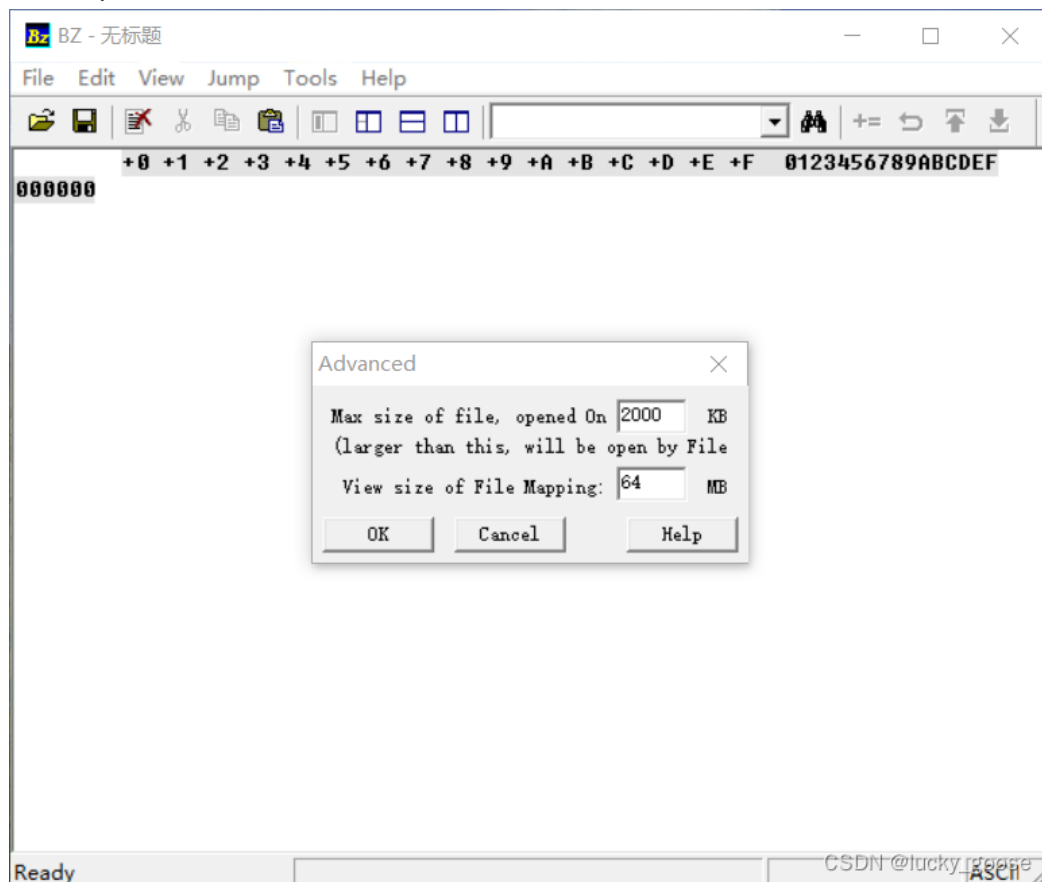 Bz BZ - 无标题
File Edit View Jump Tools Help
+0 +1 +2 +3 +4 +5 +6 +7 +8 +9 +A +B +C +D +E +F 0123456789ABCDEF
000000
Advanced
Max size of file, opened On 2000 KB
(larger than this, will be open by File
View size of File Mapping: 64 MB
OK Cancel Help
Ready ASCII
CSDN @lucky_goose